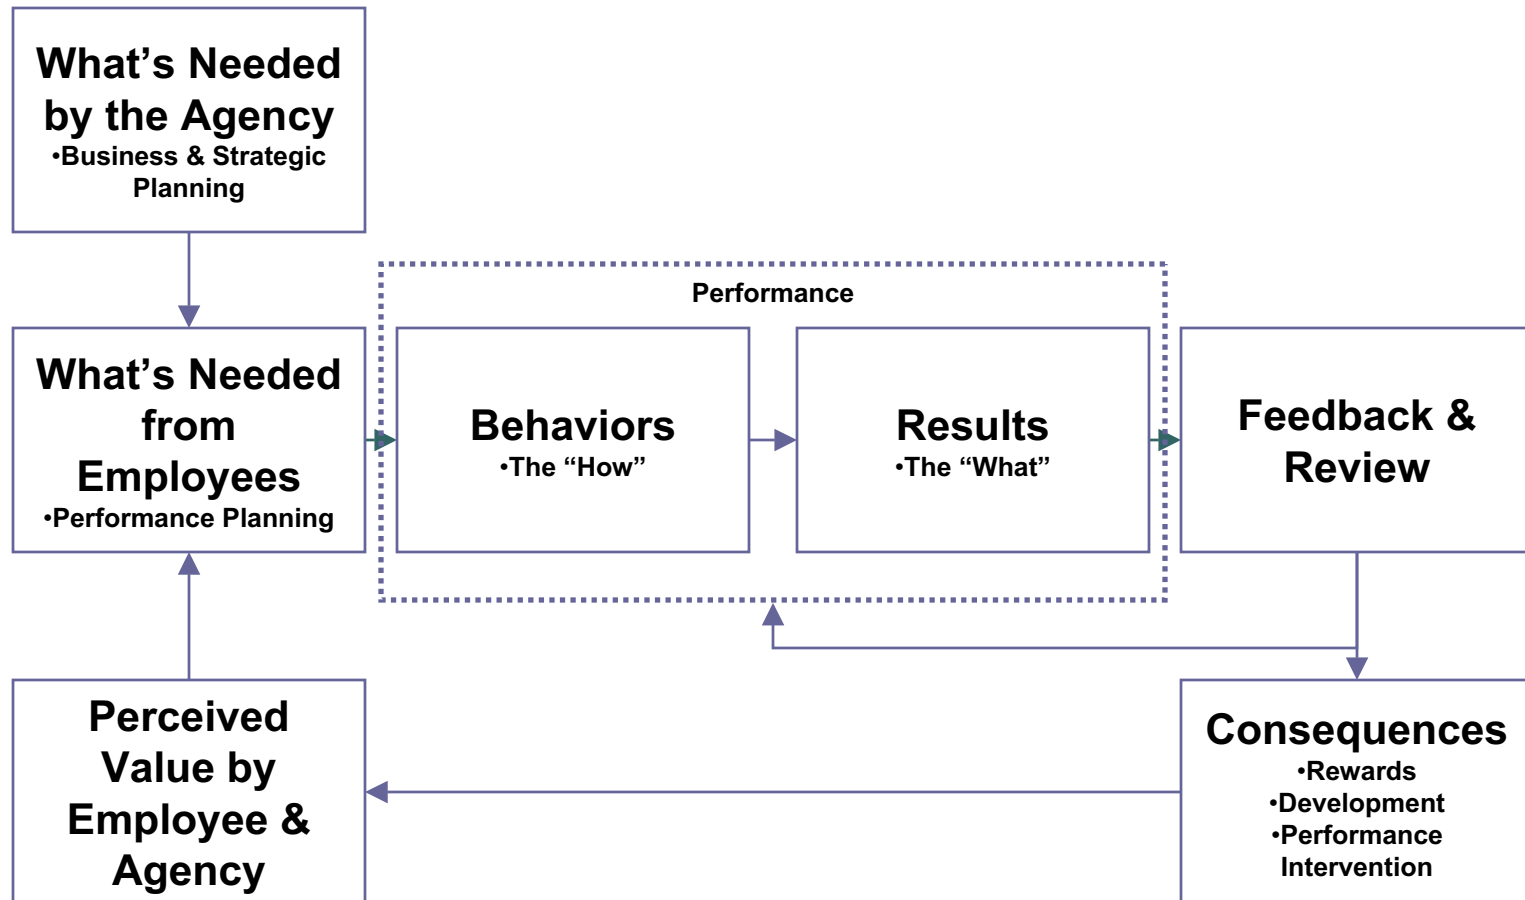 What’s Needed
by the Agency
•Business & Strategic
Planning
Performance
What’s Needed
from
Employees
•Performance Planning
Behaviors
•The “How”
Results
•The “What”
Feedback &
Review
Perceived
Value by
Employee &
Agency
Consequences
•Rewards
•Development
•Performance
Intervention